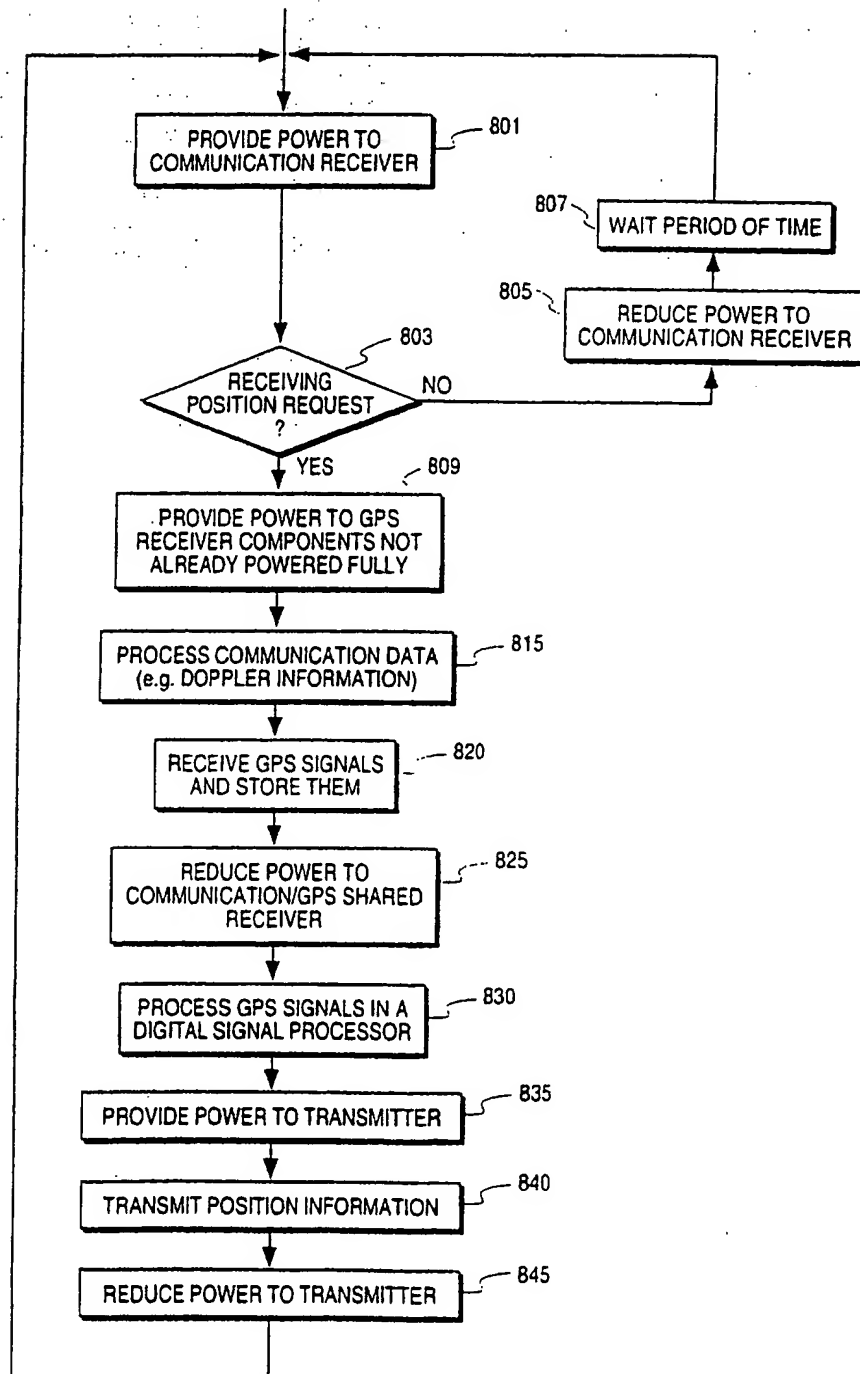 PROVIDE POWER TO
COMMUNICATION RECEIVER
801
807
WAIT PERIOD OF TIME
805
REDUCE POWER TO
COMMUNICATION RECEIVER
803
RECEIVING
POSITION REQUEST
?
NO
YES
809
PROVIDE POWER TO GPS
RECEIVER COMPONENTS NOT
ALREADY POWERED FULLY
PROCESS COMMUNICATION DATA
(e.g. DOPPLER INFORMATION)
815
RECEIVE GPS SIGNALS
AND STORE THEM
820
REDUCE POWER TO
COMMUNICATION/GPS SHARED
RECEIVER
825
PROCESS GPS SIGNALS IN A
DIGITAL SIGNAL PROCESSOR
830
PROVIDE POWER TO TRANSMITTER
835
TRANSMIT POSITION INFORMATION
840
REDUCE POWER TO TRANSMITTER
845